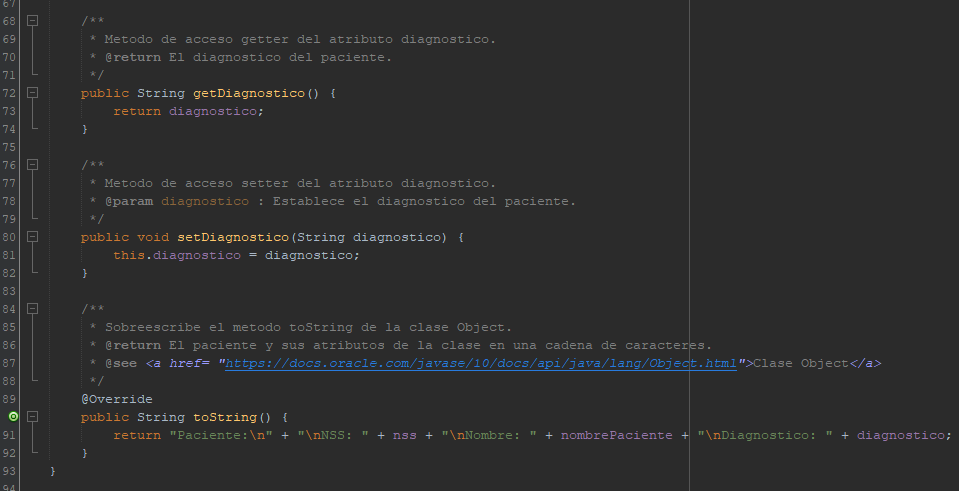 67
68 /**
69 * Metodo de acceso getter del atributo diagnostico.
70 * @return El diagnostico del paciente.
71 */
72 public String getDiagnostico() {
73 return diagnostico;
74 }
75
76 /**
77 * Metodo de acceso setter del atributo diagnostico.
78 * @param diagnostico : Establece el diagnostico del paciente.
79 */
80 public void setDiagnostico(String diagnostico) {
81 this.diagnostico = diagnostico;
82 }
83
84 /**
85 * Sobreescribe el metodo toString de la clase Object.
86 * @return El paciente y sus atributos de la clase en una cadena de caracteres.
87 * @see <a href= "https://docs.oracle.com/javase/10/docs/api/java/lang/Object.html">Clase Object</a>
88 */
89 @Override
public String toString() {
91 return "Paciente:\n" + "\nNSS: " + nss + "\nNombre: " + nombrePaciente + "\nDiagnostico: " + diagnostico;
92 }
93 }
94